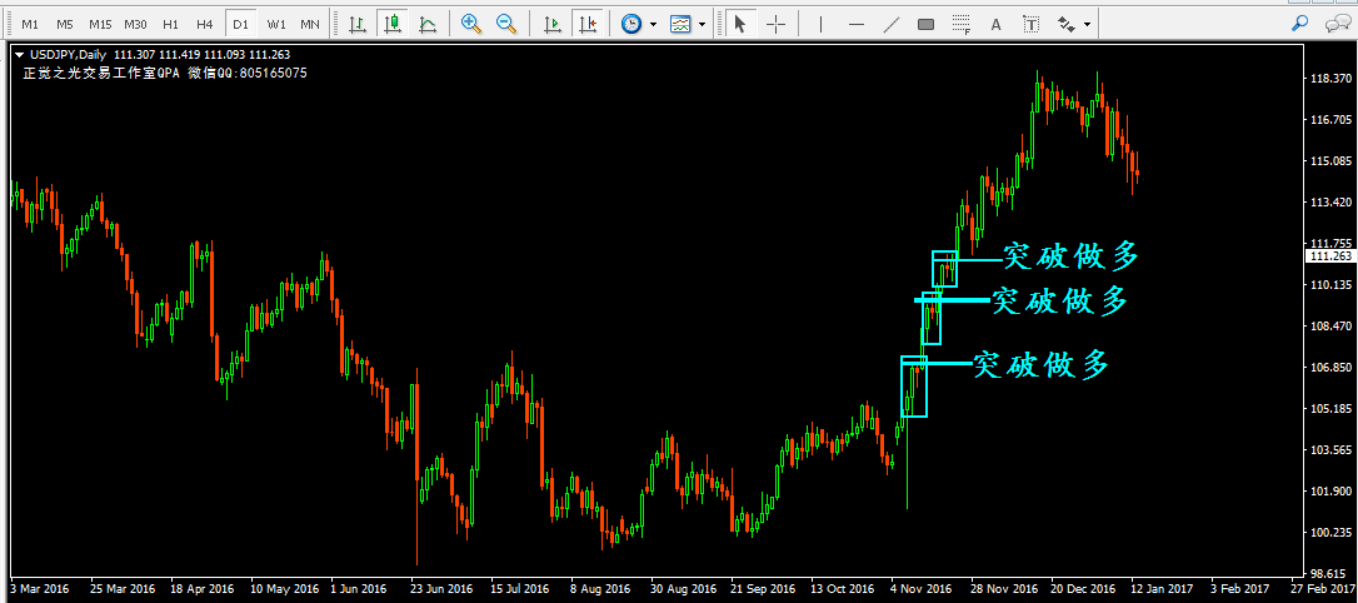 M1 M5 M15 M30 H1 H4 D1 W1 MN A T F
USDJPY,Daily 111.307 111.419 111.093 111.263
正觉之光交易工作室QPA 微信QQ:805165075
118.370
116.705
115.085
113.420
突破做多
111.755
111.263
突破做多
110.135
108.470
突破做多
106.850
105.185
103.565
101.900
100.235
98.615
3 Mar 2016 25 Mar 2016 18 Apr 2016 10 May 2016 1 Jun 2016 23 Jun 2016 15 Jul 2016 8 Aug 2016 30 Aug 2016 21 Sep 2016 13 Oct 2016 4 Nov 2016 28 Nov 2016 20 Dec 2016 12 Jan 2017 3 Feb 2017 27 Feb 2017